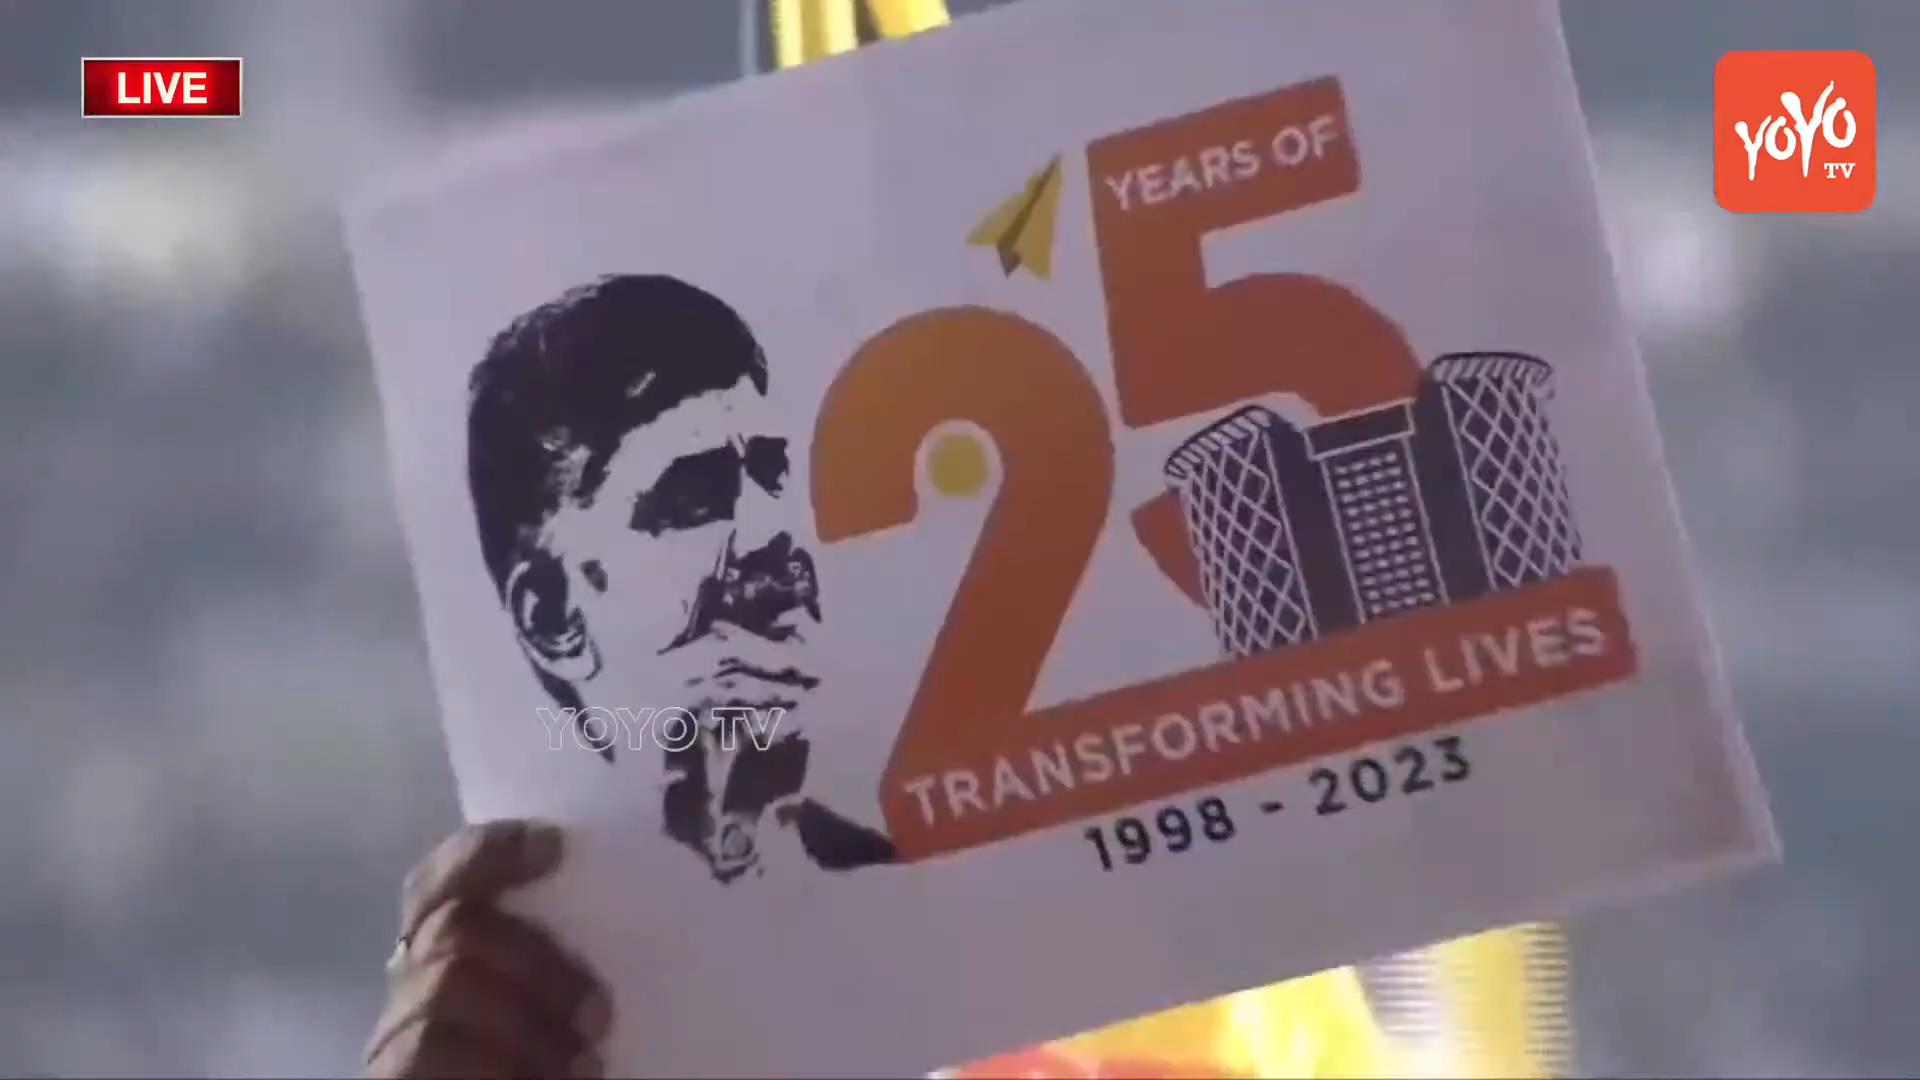 LIVE
YOYO
TV
YEARS OF
25
TRANSFORMING LIVES
1998 - 2023
YOYO TV